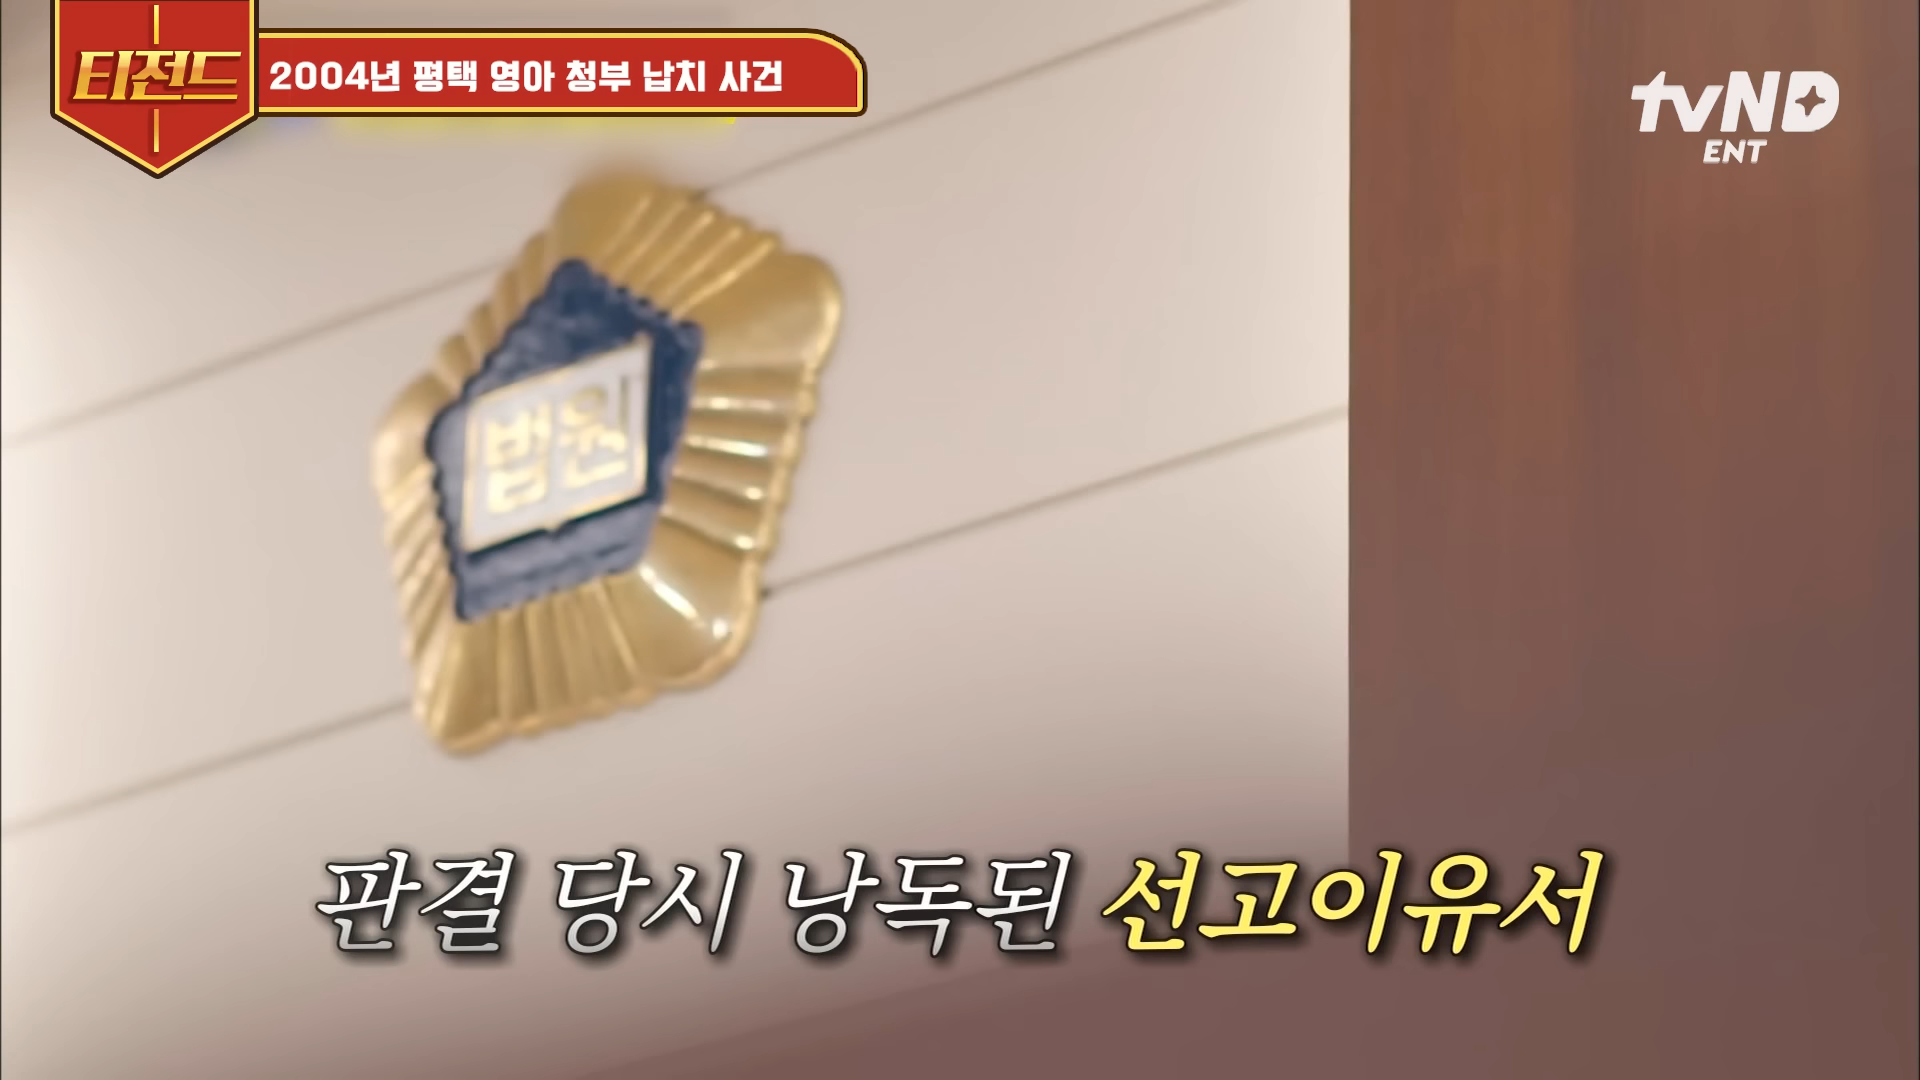 티전드
2004년 평택 영아 청부 납치 사건
tvND
ENT
법원
판결 당시 낭독된 선고이유서